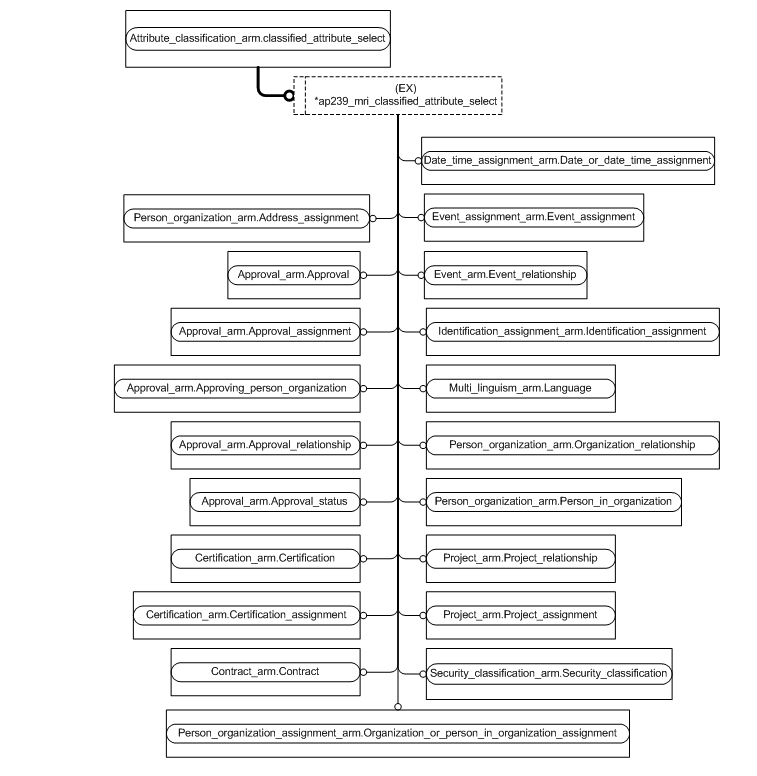 Attribute_classification_arm.classified_attribute_select
(EX)
*ap239_mri_classified_attribute_select
Date_time_assignment_arm.Date_or_date_time_assignment
Person_organization_arm.Address_assignment
Event_assignment_arm.Event_assignment
Approval_arm.Approval
Event_arm.Event_relationship
Approval_arm.Approval_assignment
Identification_assignment_arm.Identification_assignment
Approval_arm.Approving_person_organization
Multi_linguism_arm.Language
Approval_arm.Approval_relationship
Person_organization_arm.Organization_relationship
Approval_arm.Approval_status
Person_organization_arm.Person_in_organization
Certification_arm.Certification
Project_arm.Project_relationship
Certification_arm.Certification_assignment
Project_arm.Project_assignment
Contract_arm.Contract
Security_classification_arm.Security_classification
Person_organization_assignment_arm.Organization_or_person_in_organization_assignment